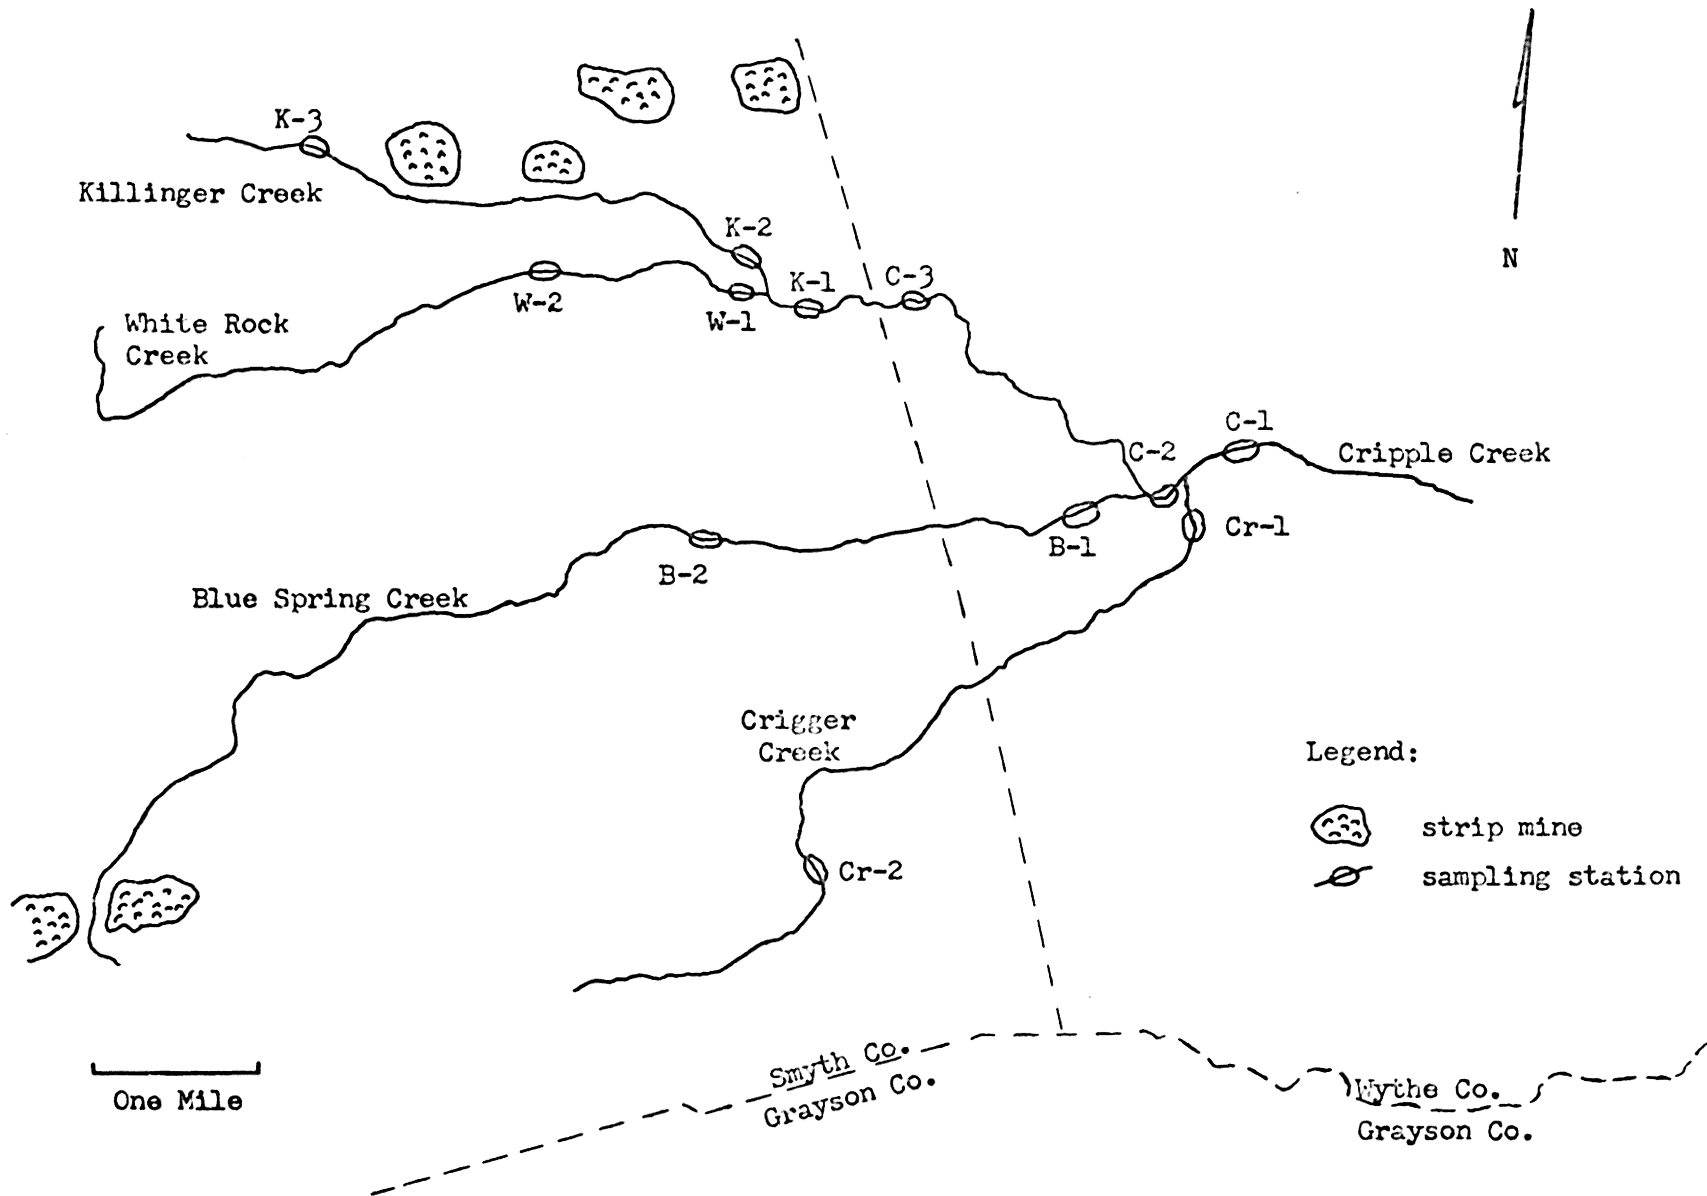 K-3
Killinger Creek
K-2
K-1
C-3
W-2
W-1
White Rock
Creek
N
C-1
C-2
Cripple Creek
Cr-1
B-1
B-2
Blue Spring Creek
Crigger
Creek
Cr-2
Legend:
strip mine
sampling station
One Mile
Smyth Co.
Grayson Co.
Wythe Co.
Grayson Co.